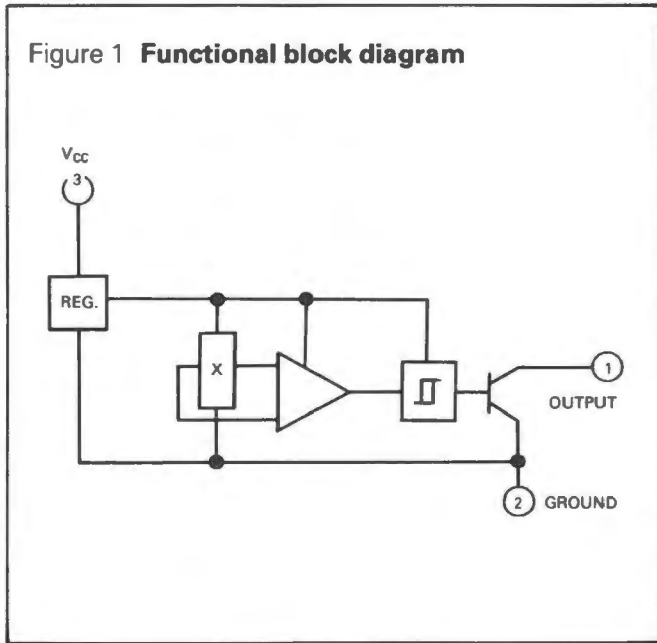 Figure 1 Functional block diagram
Vcc
3
REG.
X
1
OUTPUT
2 GROUND